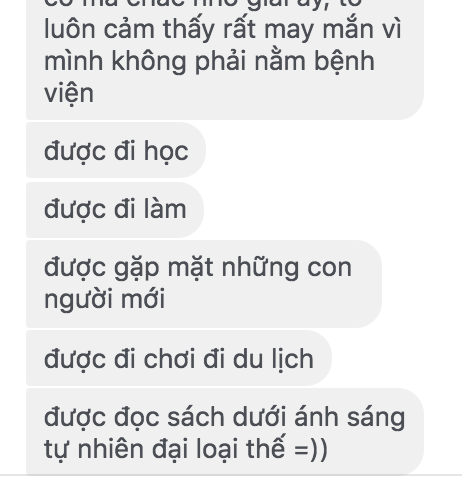 luôn cảm thấy rất may mắn vì
mình không phải nằm bệnh
viện
được đi học
được đi làm
được gặp mặt những con
người mới
được đi chơi đi du lịch
được đọc sách dưới ánh sáng
tự nhiên đại loại thế =))